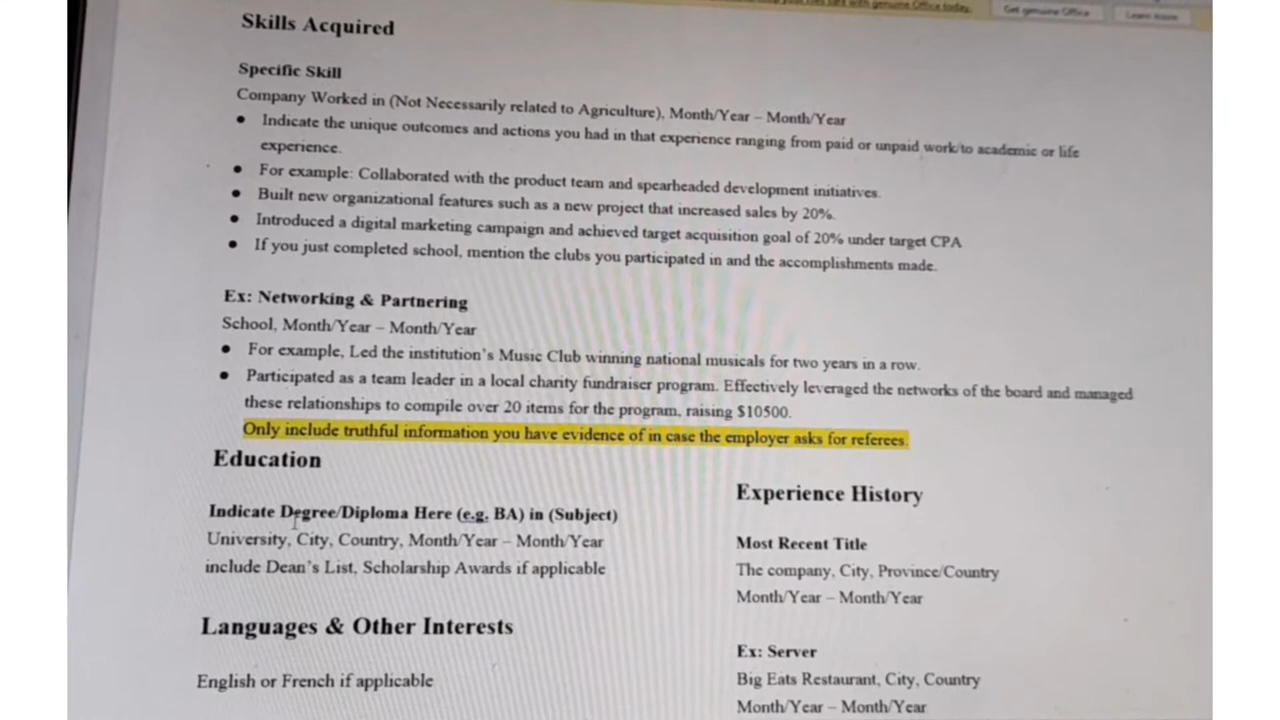 genuine Office today.
Get genuine Office
Learn more
Skills Acquired
Specific Skill
Company Worked in (Not Necessarily related to Agriculture), Month/Year – Month/Year
• Indicate the unique outcomes and actions you had in that experience ranging from paid or unpaid work/to academic or life
experience.
• For example: Collaborated with the product team and spearheaded development initiatives.
• Built new organizational features such as a new project that increased sales by 20%.
• Introduced a digital marketing campaign and achieved target acquisition goal of 20% under target CPA
• If you just completed school, mention the clubs you participated in and the accomplishments made.
Ex: Networking & Partnering
School, Month/Year – Month/Year
• For example, Led the institution's Music Club winning national musicals for two years in a row.
• Participated as a team leader in a local charity fundraiser program. Effectively leveraged the networks of the board and managed
these relationships to compile over 20 items for the program, raising $10500.
Only include truthful information you have evidence of in case the employer asks for referees.
Education
Indicate Degree/Diploma Here (e.g. BA) in (Subject)
University, City, Country, Month/Year – Month/Year
include Dean's List, Scholarship Awards if applicable
Languages & Other Interests
English or French if applicable
Experience History
Most Recent Title
The company, City, Province/Country
Month/Year – Month/Year
Ex: Server
Big Eats Restaurant, City, Country
Month/Year – Month/Year